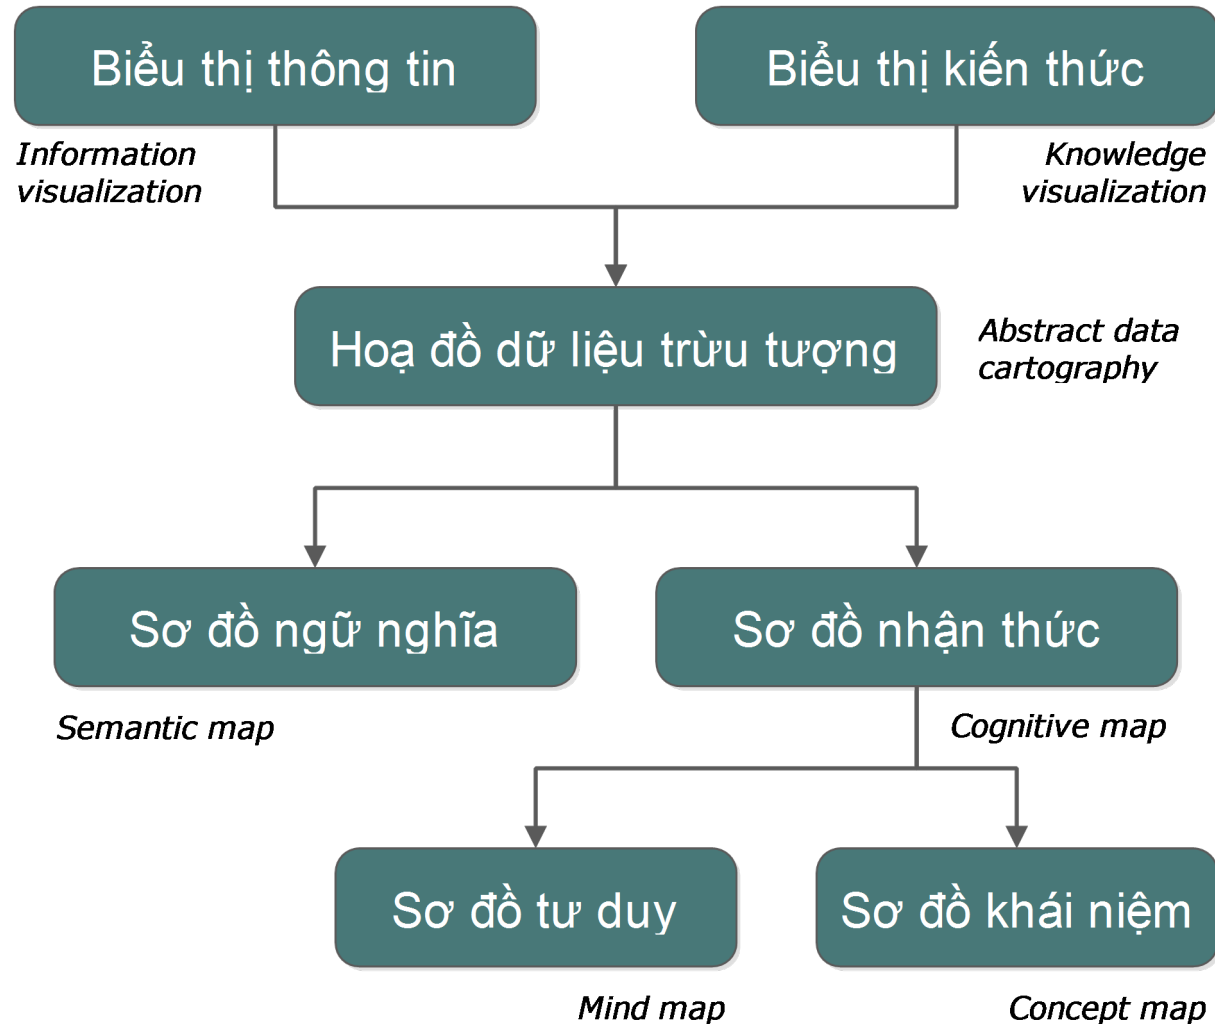 Biểu thị thông tin
Biểu thị kiến thức
Information
visualization
Knowledge
visualization
Hoạ đồ dữ liệu trừu tượng
Abstract data
cartography
Sơ đồ ngữ nghĩa
Sơ đồ nhận thức
Semantic map
Cognitive map
Sơ đồ tư duy
Sơ đồ khái niệm
Mind map
Concept map